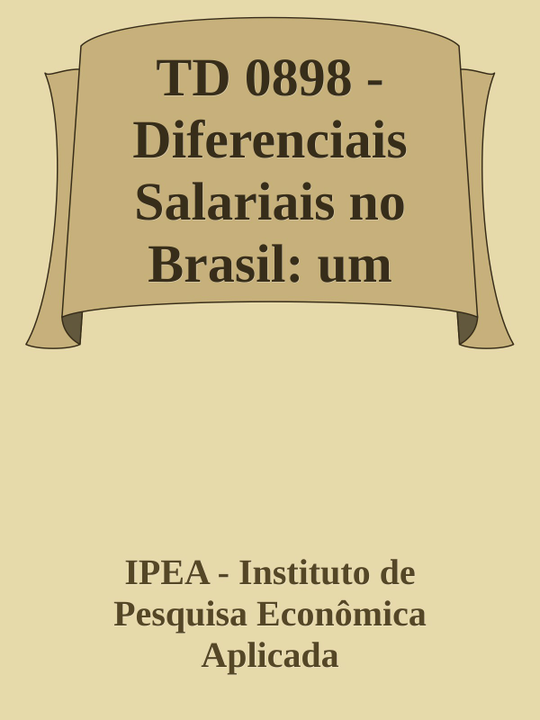 TD 0898 -
Diferenciais
Salariais no
Brasil: um
IPEA - Instituto de
Pesquisa Econômica
Aplicada